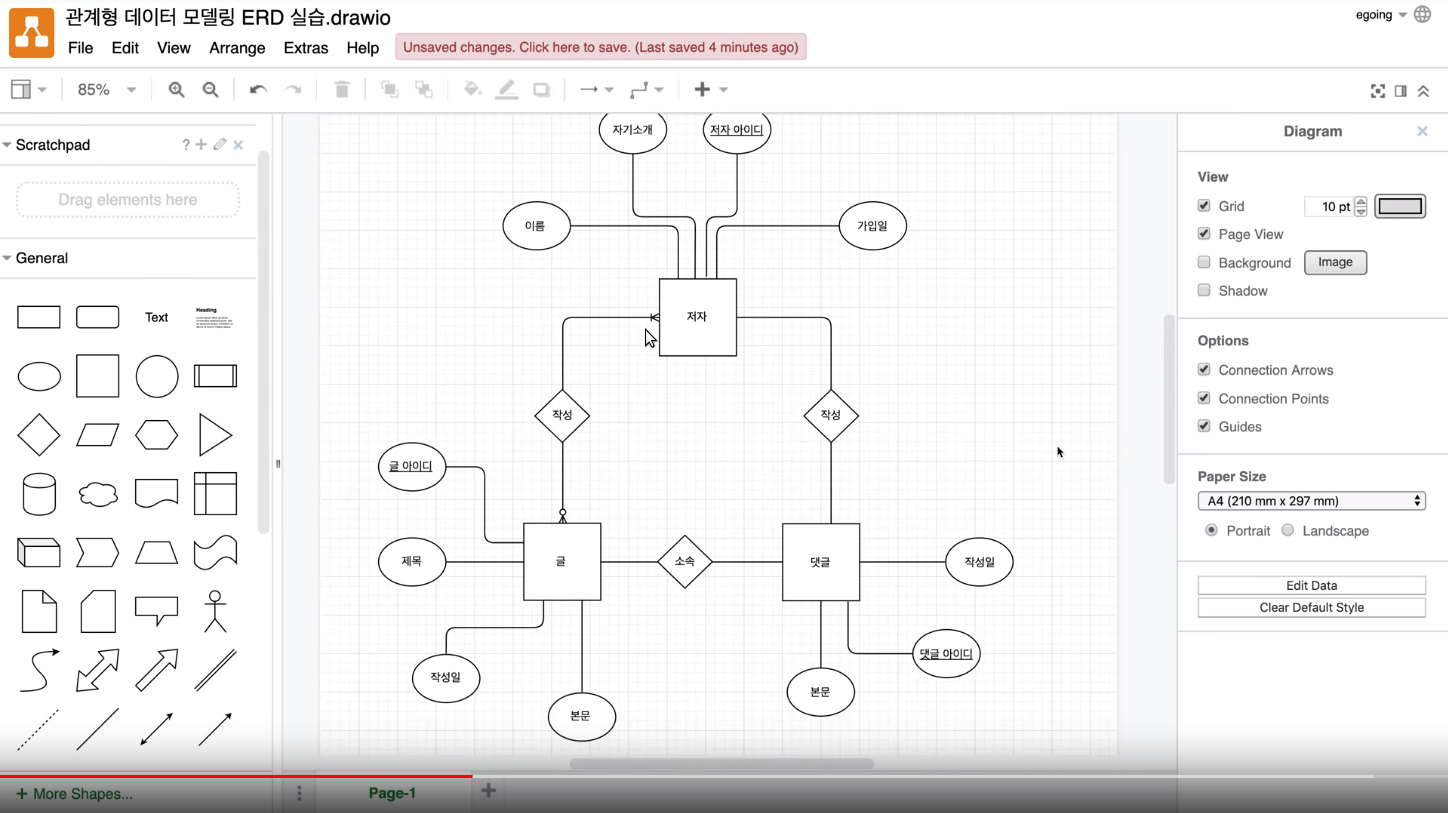 관계형 데이터 모델링 ERD 실습.drawio
egoing
File Edit View Arrange Extras Help
Unsaved changes. Click here to save. (Last saved 4 minutes ago)
85%
Scratchpad
?
Drag elements here
General
Text
Heading
자기소개
저자 아이디
이름
가입일
저자
작성
작성
글 아이디
제목
글
소속
댓글
작성일
댓글 아이디
작성일
본문
본문
Diagram
View
Grid
10 pt
Page View
Background
Image
Shadow
Options
Connection Arrows
Connection Points
Guides
Paper Size
A4 (210 mm x 297 mm)
Portrait
Landscape
Edit Data
Clear Default Style
+ More Shapes...
Page-1